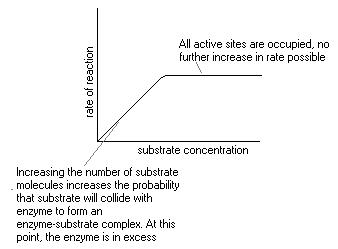 All active sites are occupied, no
further increase in rate possible
rate of reaction
substrate concentration
Increasing the number of substrate
molecules increases the probability
that substrate will collide with
enzyme to form an
enzyme-substrate complex. At this
point, the enzyme is in excess